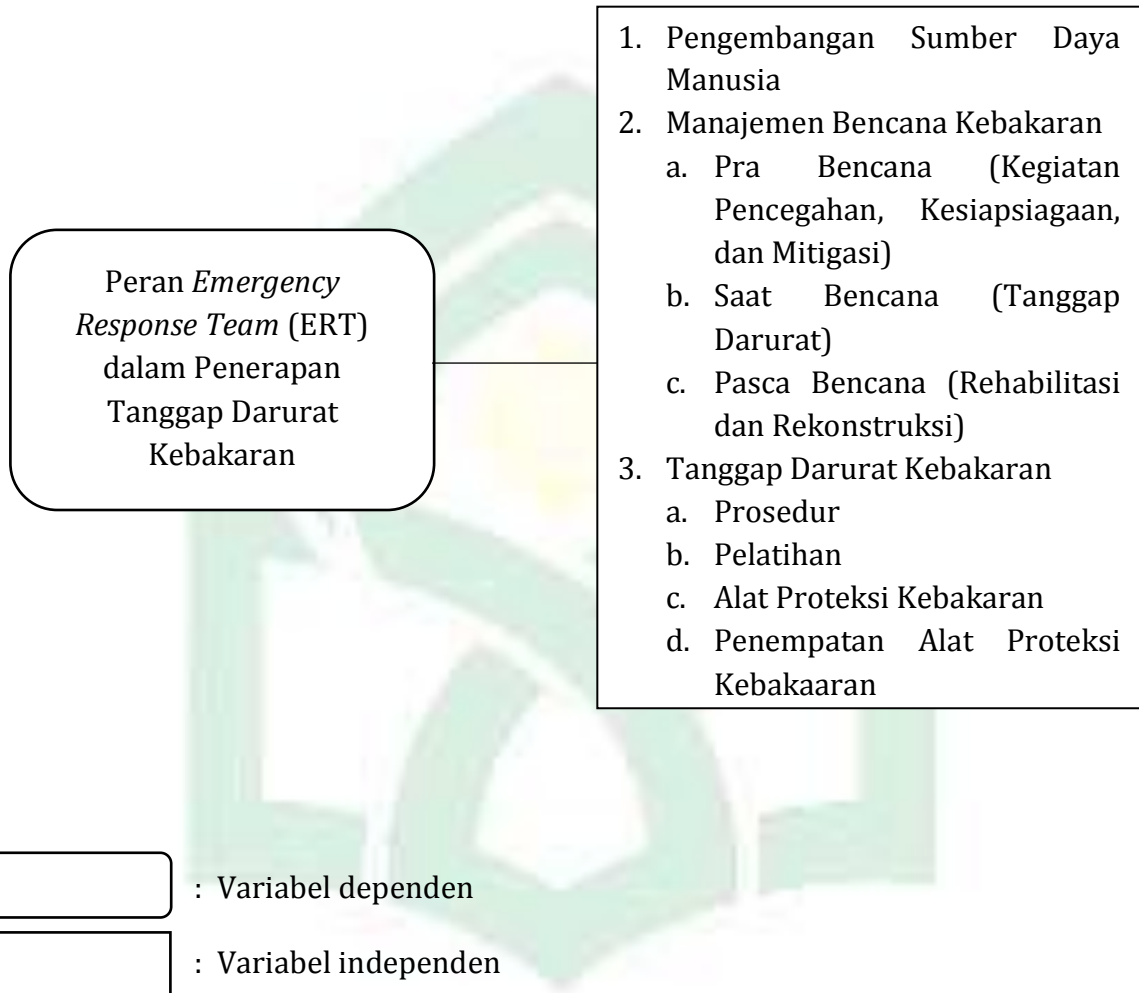 Peran Emergency
Response Team (ERT)
dalam Penerapan
Tanggap Darurat
Kebakaran
1. Pengembangan Sumber Daya
Manusia
2. Manajemen Bencana Kebakaran
a. Pra Bencana (Kegiatan
Pencegahan, Kesiapsiagaan,
dan Mitigasi)
b. Saat Bencana (Tanggap
Darurat)
c. Pasca Bencana (Rehabilitasi
dan Rekonstruksi)
3. Tanggap Darurat Kebakaran
a. Prosedur
b. Pelatihan
c. Alat Proteksi Kebakaran
d. Penempatan Alat Proteksi
Kebakaaran
: Variabel dependen
: Variabel independen